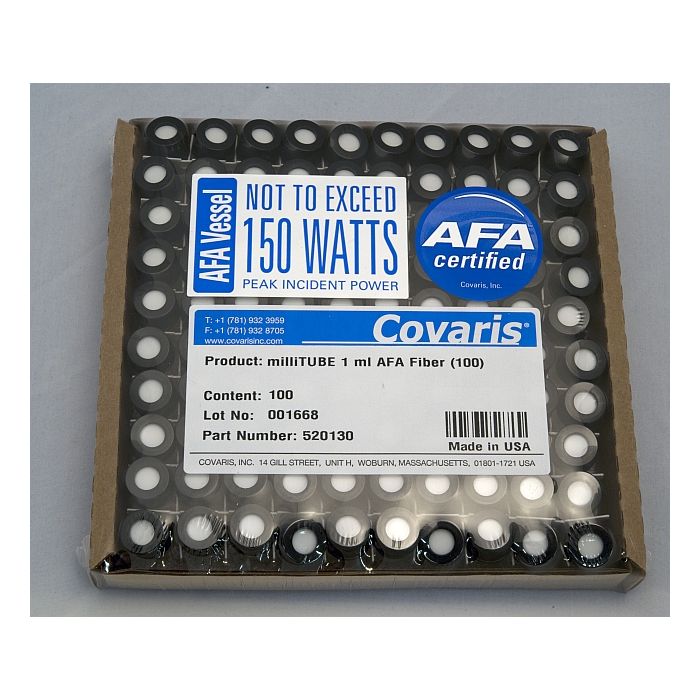 AFA Vessel
NOT TO EXCEED
150 WATTS
PEAK INCIDENT POWER
AFA
certified
Covaris, Inc.
T: +1 (781) 932 3959
F: +1 (781) 932 8705
www.covarisinc.com
Covaris®
Product: milliTUBE 1 ml AFA Fiber (100)
Content: 100
Lot No: 001668
Part Number: 520130
Made in USA
COVARIS, INC. 14 GILL STREET, UNIT H, WOBURN, MASSACHUSETTS, 01801-1721 USA